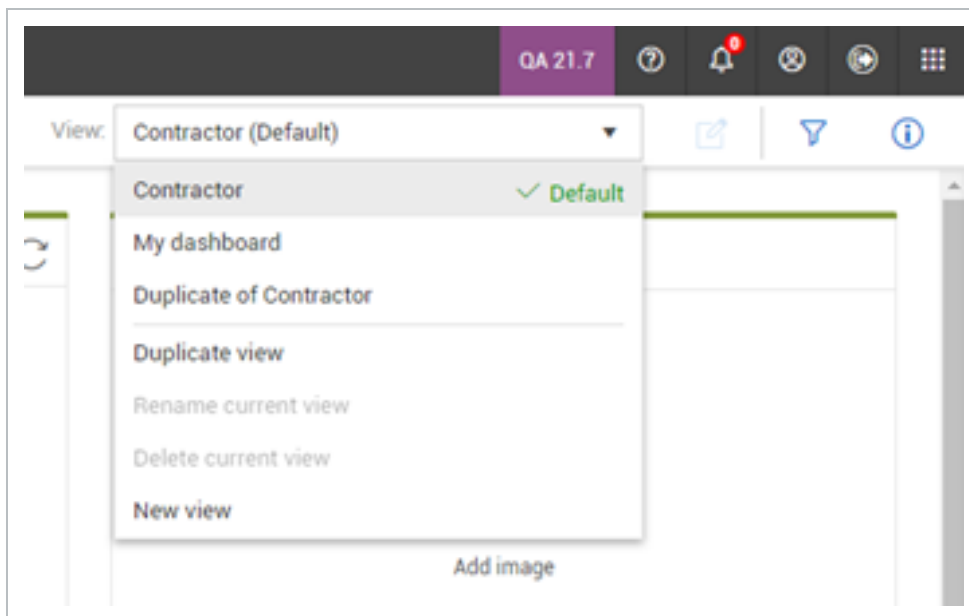 QA 21.7
0
View: Contractor (Default)
Contractor Default
My dashboard
Duplicate of Contractor
Duplicate view
Rename current view
Delete current view
New view
Add image